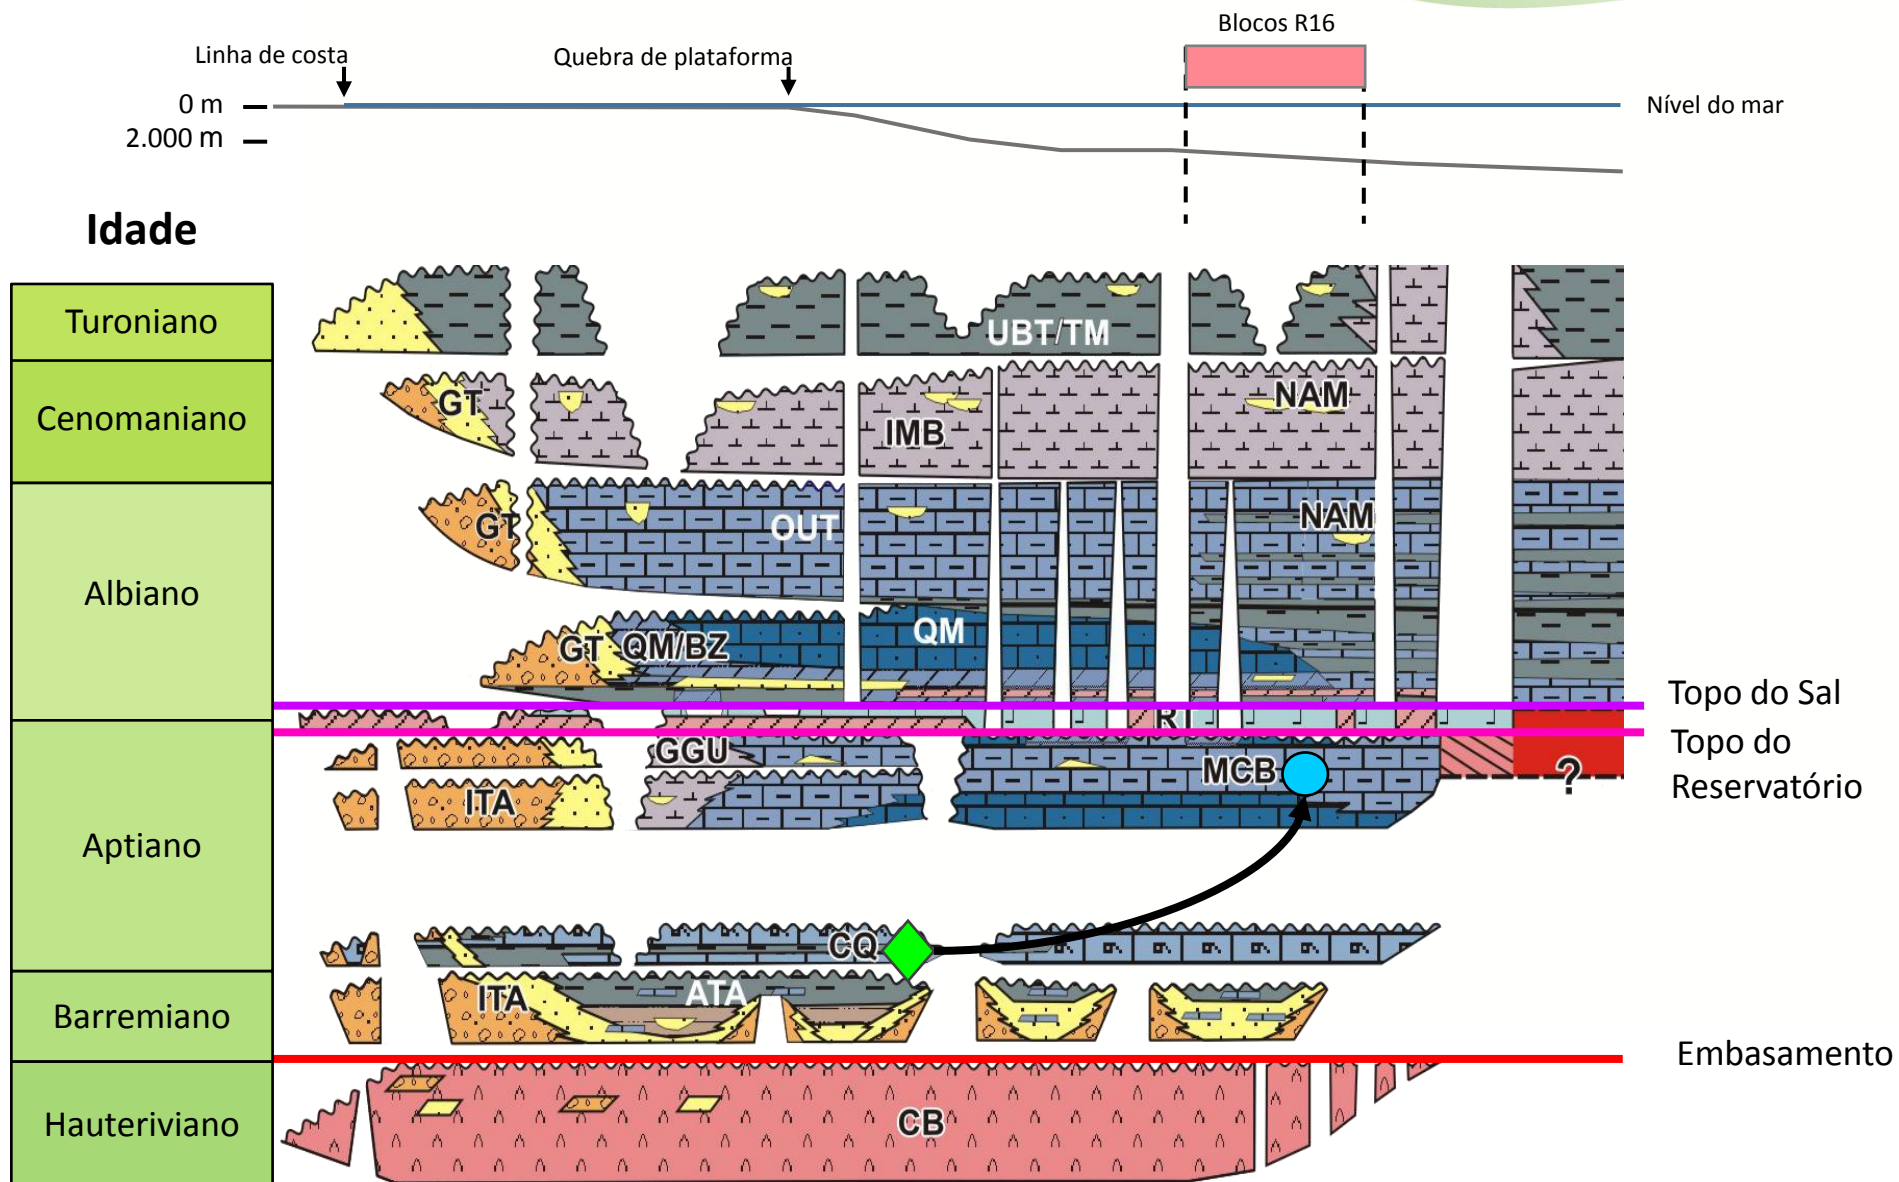 Blocos R16
Linha de costa
Quebra de plataforma
0 m
Nível do mar
2.000 m
Idade
Turoniano
UBT/TM
Cenomaniano
GT
IMB
NAM
Albiano
GT
OUT
NAM
GT
QM/BZ
QM
Topo do Sal
RT
Topo do
Reservatório
Aptiano
GGU
MCB
?
ITA
CQ
Barremiano
ITA
ATA
Embasamento
Hauteriviano
CB